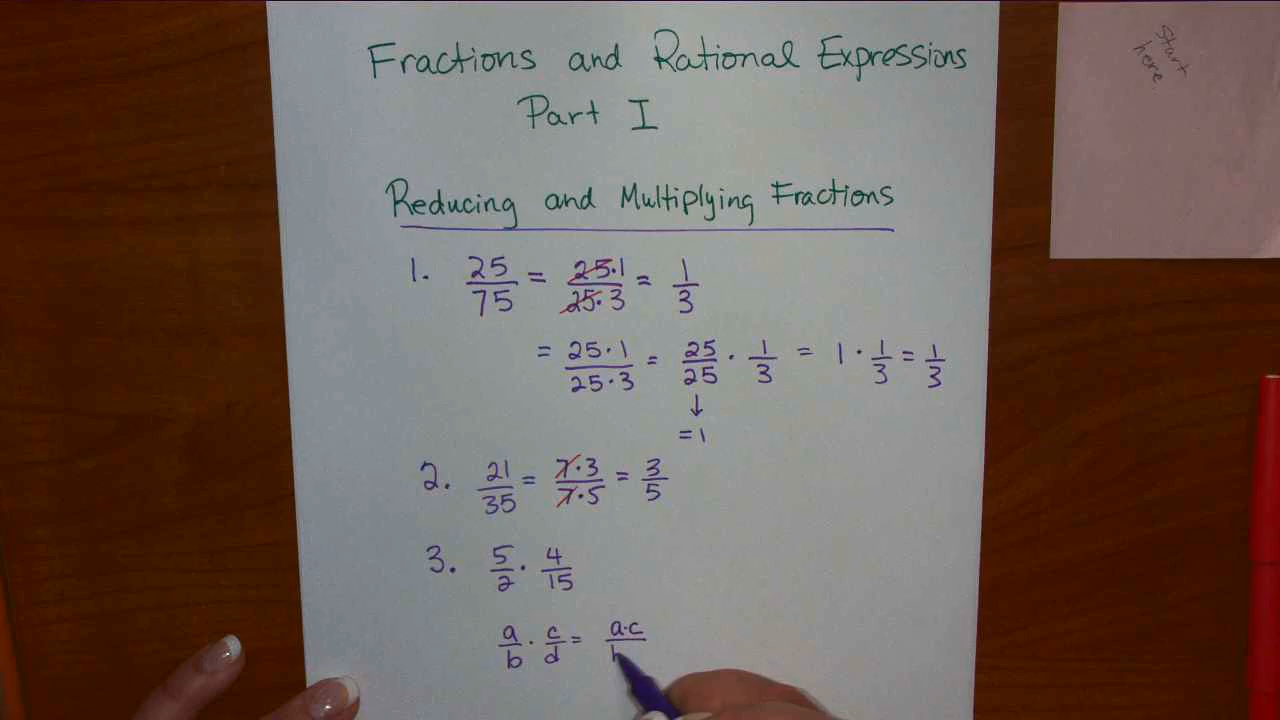 Fractions and Rational Expressions
Part I
Reducing and Multiplying Fractions
1. 25/75 = 25·1/25·3 = 1/3
= 25·1/25·3 = 25/25 · 1/3 = 1 · 1/3 = 1/3
↓
=1
2. 21/35 = 7·3/7·5 = 3/5
3. 5/2 · 4/15
a/b · c/d = a·c/
Start
here